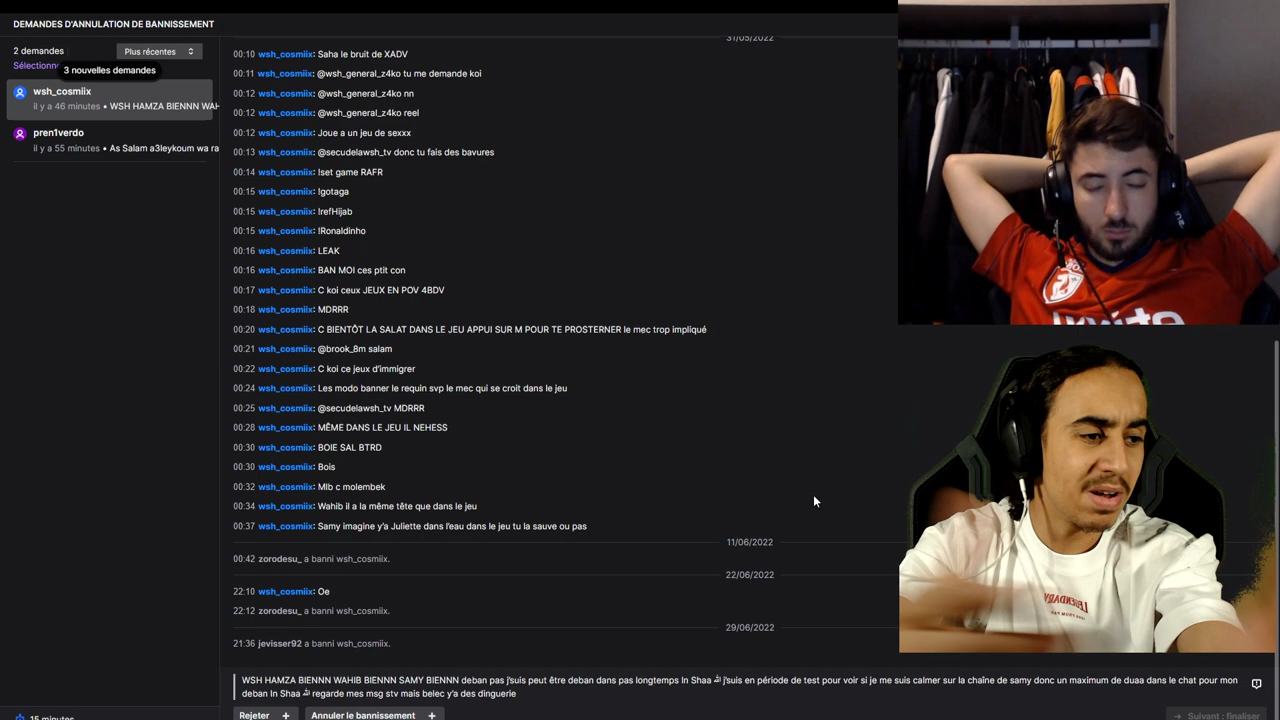 DEMANDES D'ANNULATION DE BANNISSEMENT
2 demandes
Plus récentes
Sélectionn
3 nouvelles demandes
wsh_cosmiix
il y a 46 minutes • WSH HAMZA BIENNN WAH
pren1verdo
il y a 55 minutes • As Salam a3leykoum wa ra
15 minutes
31/05/2022
00:10 wsh_cosmiix: Saha le bruit de XADV
00:11 wsh_cosmiix: @wsh_general_z4ko tu me demande koi
00:12 wsh_cosmiix: @wsh_general_z4ko nn
00:12 wsh_cosmiix: @wsh_general_z4ko reel
00:12 wsh_cosmiix: Joue a un jeu de sexxx
00:13 wsh_cosmiix: @secudelawsh_tv donc tu fais des bavures
00:14 wsh_cosmiix: !set game RAFR
00:15 wsh_cosmiix: !gotaga
00:15 wsh_cosmiix: !refHijab
00:15 wsh_cosmiix: !Ronaldinho
00:16 wsh_cosmiix: LEAK
00:16 wsh_cosmiix: BAN MOI ces ptit con
00:17 wsh_cosmiix: C koi ceux JEUX EN POV 4BDV
00:18 wsh_cosmiix: MDRRR
00:20 wsh_cosmiix: C BIENTÔT LA SALAT DANS LE JEU APPUI SUR M POUR TE PROSTERNER le mec trop impliqué
00:21 wsh_cosmiix: @brook_8m salam
00:22 wsh_cosmiix: C koi ce jeux d'immigrer
00:24 wsh_cosmiix: Les modo banner le requin svp le mec qui se croit dans le jeu
00:25 wsh_cosmiix: @secudelawsh_tv MDRRR
00:28 wsh_cosmiix: MÊME DANS LE JEU IL NEHESS
00:30 wsh_cosmiix: BOIE SAL BTRD
00:30 wsh_cosmiix: Bois
00:32 wsh_cosmiix: Mlb c molembek
00:34 wsh_cosmiix: Wahib il a la même tête que dans le jeu
00:37 wsh_cosmiix: Samy imagine y'a Juliette dans l'eau dans le jeu tu la sauve ou pas
11/06/2022
00:42 zorodesu_ a banni wsh_cosmiix.
22/06/2022
22:10 wsh_cosmiix: Oe
22:12 zorodesu_ a banni wsh_cosmiix.
29/06/2022
21:36 jevisser92 a banni wsh_cosmiix.
WSH HAMZA BIENNN WAHIB BIENNN SAMY BIENNN deban pas j'suis peut être deban dans pas longtemps In Shaa ﷲ j'suis en période de test pour voir si je me suis calmer sur la chaîne de samy donc un maximum de duaa dans le chat pour mon
deban In Shaa ﷲ regarde mes msg stv mais belec y'a des dinguerie
Rejeter +
Annuler le bannissement +
Suivant : finaliser